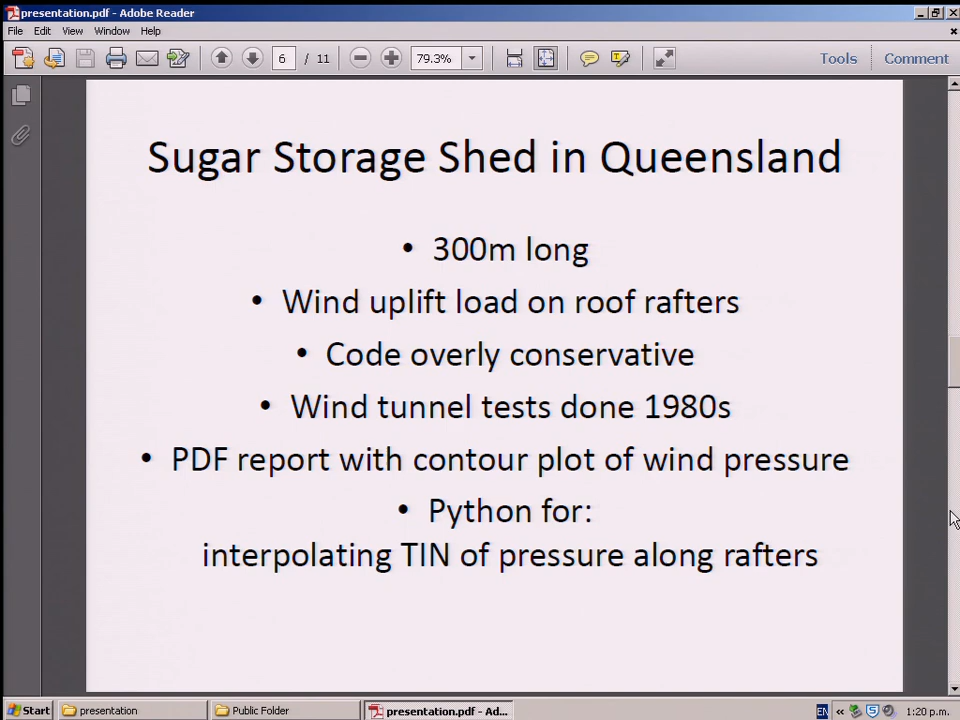 presentation.pdf - Adobe Reader
File Edit View Window Help
6 / 11 79.3% Tools Comment
Sugar Storage Shed in Queensland
• 300m long
• Wind uplift load on roof rafters
• Code overly conservative
• Wind tunnel tests done 1980s
• PDF report with contour plot of wind pressure
• Python for:
interpolating TIN of pressure along rafters
Start presentation Public Folder presentation.pdf - Ad... EN « 1:20 p.m.